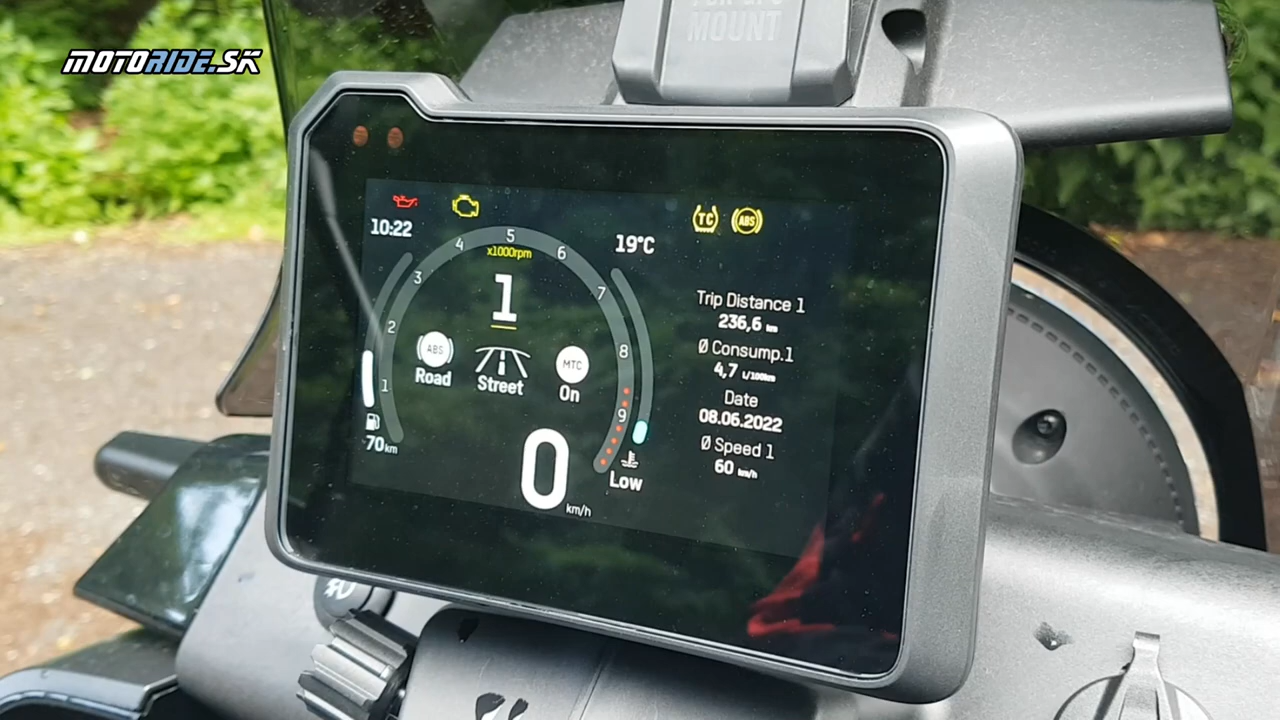 MOTORIDE.SK
MOUNT
TC
ABS
10:22
19°C
1 2 3 4 5 6 7 8 9
x1000rpm
1
ABS
MTC
Road
Street
On
70 km
0 km/h
Low
Trip Distance 1
236,6 km
Ø Consump.1
4,7 L/100km
Date
08.06.2022
Ø Speed 1
60 km/h